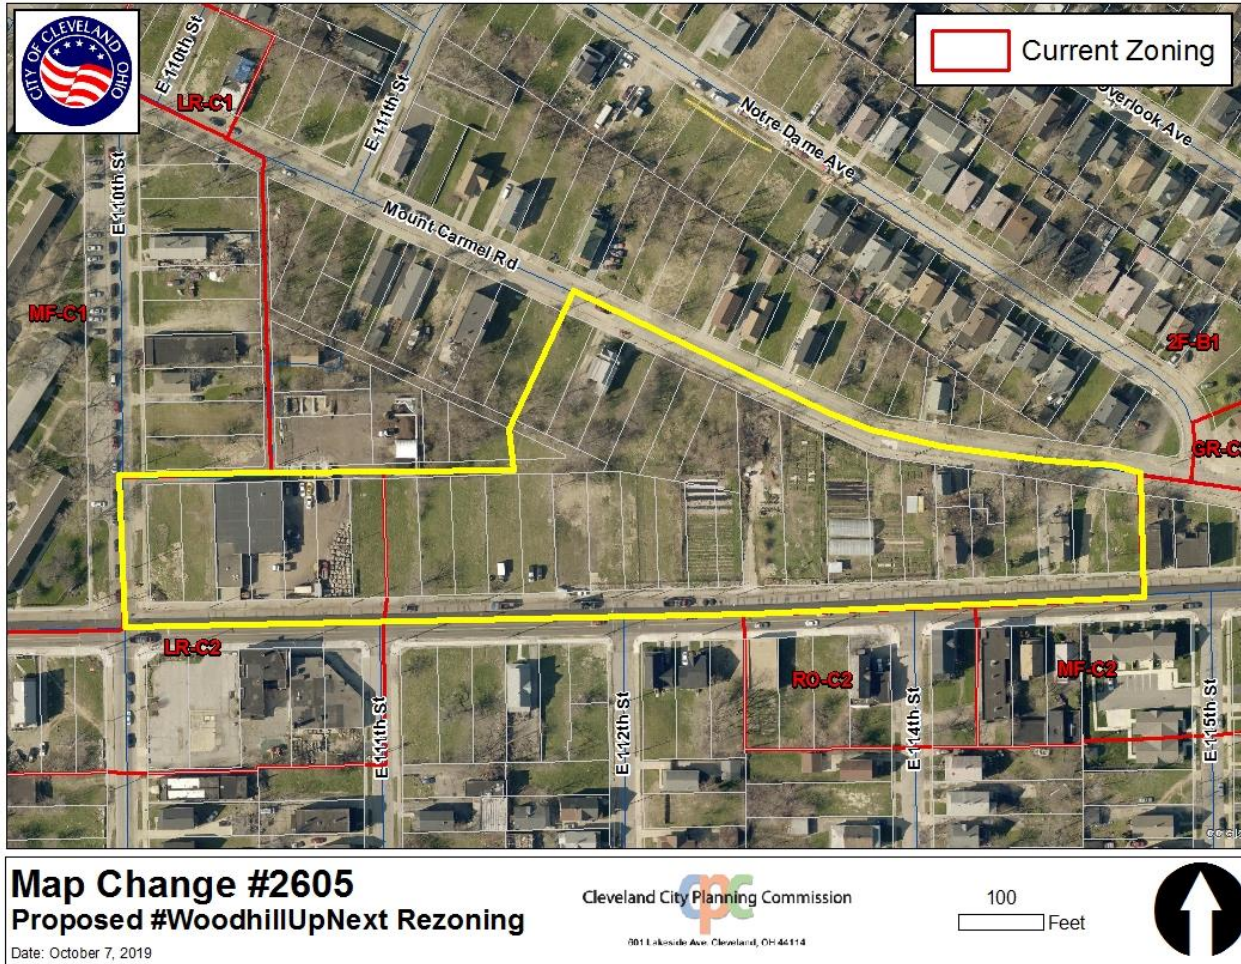 CITY OF CLEVELAND
OHIO
Current Zoning
E 110th St
LR-C1
E 111th St
Notre Dame Ave
Overlook Ave
E 110th St
Mount Carmel Rd
MF-C1
2F-B1
LR-C2
RO-C2
MF-C2
E 111th St
E 112th St
E 114th St
E 115th St
Map Change #2605
Proposed #WoodhillUpNext Rezoning
Date: October 7, 2019
cpc
Cleveland City Planning Commission
601 Lakeside Ave. Cleveland, OH 44114
100
Feet